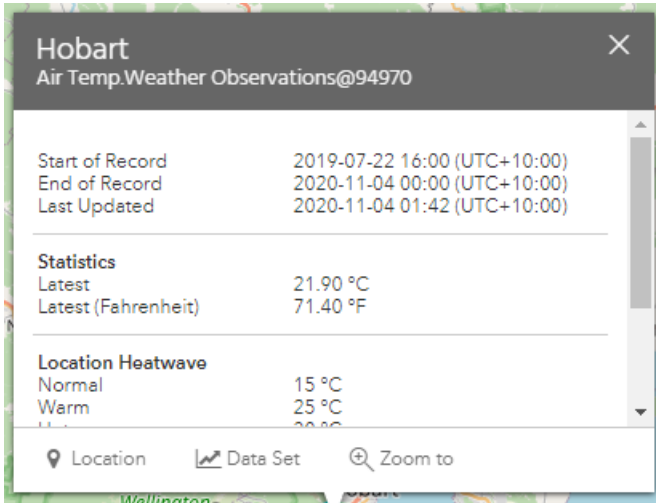 Hobart
Air Temp.Weather Observations@94970
Start of Record 2019-07-22 16:00 (UTC+10:00)
End of Record 2020-11-04 00:00 (UTC+10:00)
Last Updated 2020-11-04 01:42 (UTC+10:00)
Statistics
Latest 21.90 °C
Latest (Fahrenheit) 71.40 °F
Location Heatwave
Normal 15 °C
Warm 25 °C
Location Data Set Zoom to
Wellington